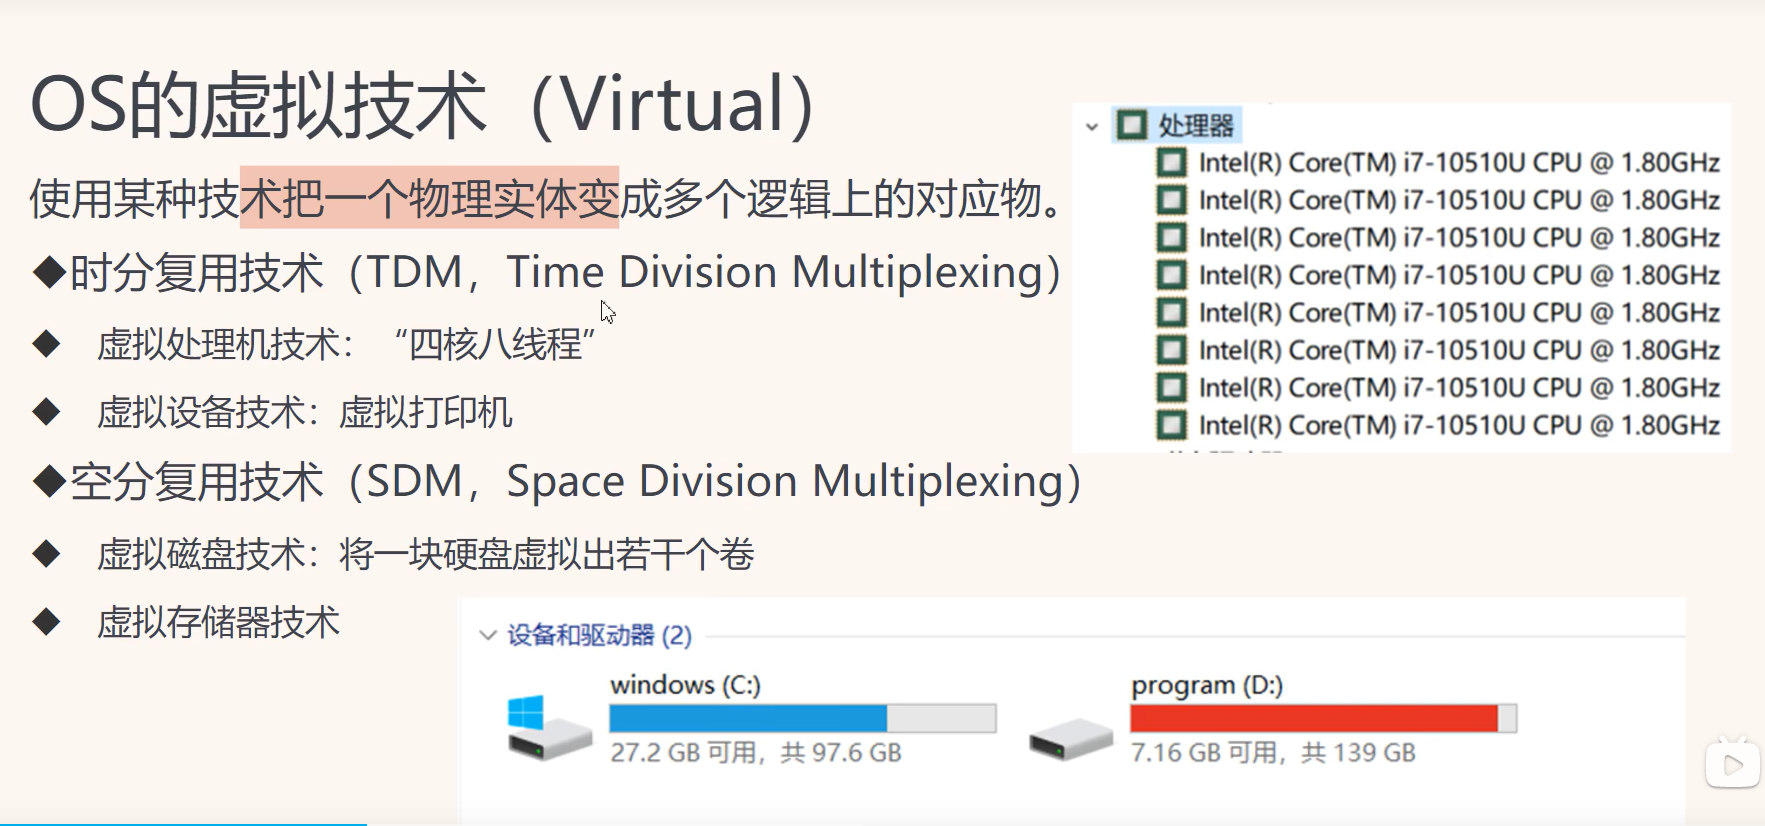 OS的虚拟技术（Virtual）
使用某种技术把一个物理实体变成多个逻辑上的对应物。
◆时分复用技术（TDM，Time Division Multiplexing）
◆ 虚拟处理机技术：“四核八线程”
◆ 虚拟设备技术：虚拟打印机
◆空分复用技术（SDM，Space Division Multiplexing）
◆ 虚拟磁盘技术：将一块硬盘虚拟出若干个卷
◆ 虚拟存储器技术
处理器
Intel(R) Core(TM) i7-10510U CPU @ 1.80GHz
Intel(R) Core(TM) i7-10510U CPU @ 1.80GHz
Intel(R) Core(TM) i7-10510U CPU @ 1.80GHz
Intel(R) Core(TM) i7-10510U CPU @ 1.80GHz
Intel(R) Core(TM) i7-10510U CPU @ 1.80GHz
Intel(R) Core(TM) i7-10510U CPU @ 1.80GHz
Intel(R) Core(TM) i7-10510U CPU @ 1.80GHz
Intel(R) Core(TM) i7-10510U CPU @ 1.80GHz
设备和驱动器 (2)
windows (C:)
27.2 GB 可用，共 97.6 GB
program (D:)
7.16 GB 可用，共 139 GB